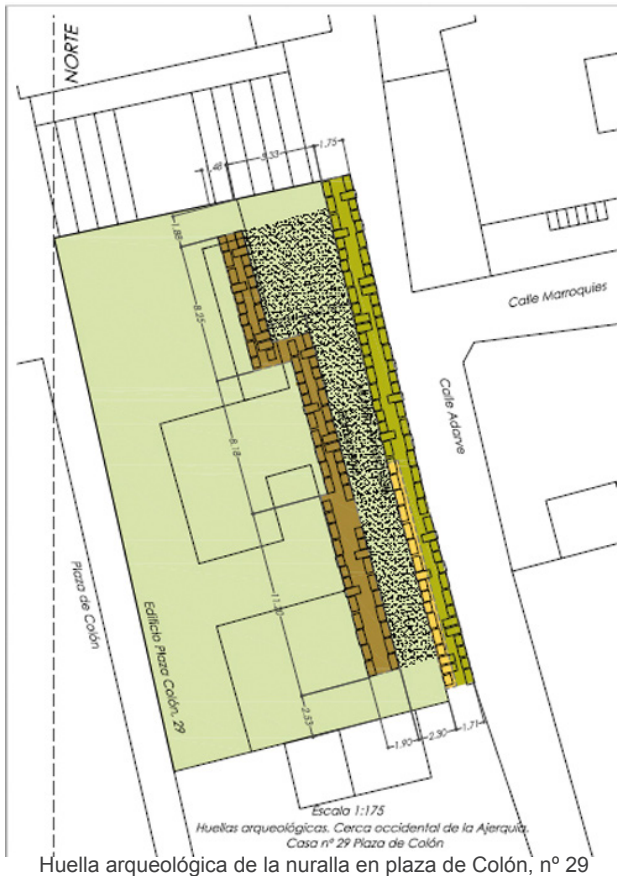 NORTE
1,48
5,33
1,75
1,88
8,25
Calle Marroquies
Calle Adarve
8,18
Plaza de Colón
Edificio Plaza Colón, 29
2,53
1,90
2,30
1,71
Escala 1:175
Huellas arqueológicas. Cerca occidental de la Ajerquía.
Casa nº 29 Plaza de Colón
Huella arqueológica de la nuralla en plaza de Colón, nº 29